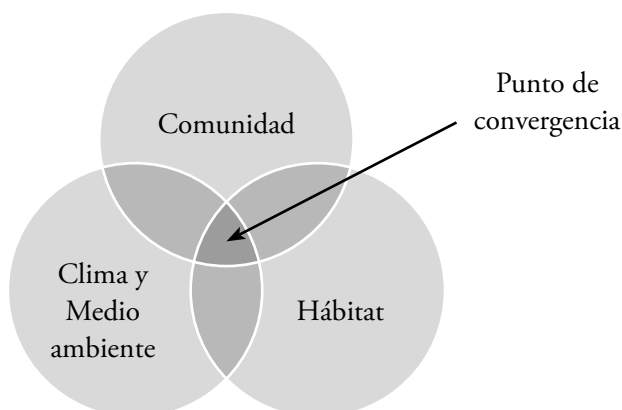 Comunidad
Punto de
convergencia
Clima y
Medio
ambiente
Hábitat